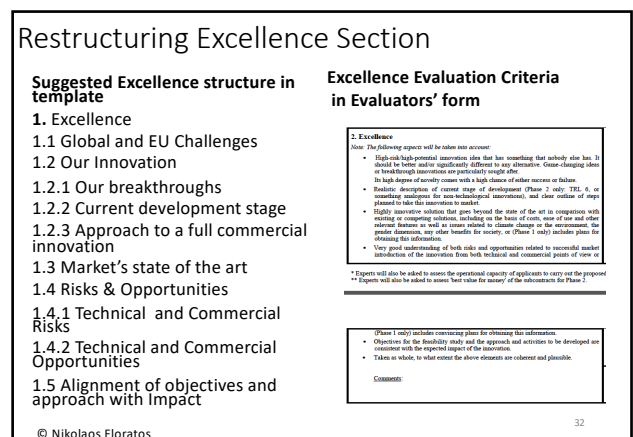 Restructuring Excellence Section
Suggested Excellence structure in
template
1. Excellence
1.1 Global and EU Challenges
1.2 Our Innovation
1.2.1 Our breakthroughs
1.2.2 Current development stage
1.2.3 Approach to a full commercial
innovation
1.3 Market's state of the art
1.4 Risks & Opportunities
1.4.1 Technical and Commercial
Risks
1.4.2 Technical and Commercial
Opportunities
1.5 Alignment of objectives and
approach with Impact
Excellence Evaluation Criteria
in Evaluators' form
2. Excellence
Note: The following aspects will be taken into account:
• High-risk/high-potential innovation idea that has something that nobody else has. It
should be better and/or significantly different to any alternative. Game-changing ideas
or breakthrough innovations are particularly sought after.
Its high degree of novelty comes with a high chance of either success or failure.
• Realistic description of current stage of development (Phase 2 only: TRL 6, or
something analogous for non-technological innovations), and clear outline of steps
planned to take this innovation to market.
• Highly innovative solution that goes beyond the state of the art in comparison with
existing or competing solutions, including on the basis of costs, ease of use and other
relevant features as well as issues related to climate change or the environment, the
gender dimension, any other benefits for society, or (Phase 1 only) includes plans for
obtaining this information.
• Very good understanding of both risks and opportunities related to successful market
introduction of the innovation from both technical and commercial points of view or
* Experts will also be asked to assess the operational capacity of applicants to carry out the proposed
** Experts will also be asked to assess 'best value for money' of the subcontracts for Phase 2.
(Phase 1 only) includes convincing plans for obtaining this information.
• Objectives for the feasibility study and the approach and activities to be developed are
consistent with the expected impact of the innovation.
• Taken as whole, to what extent the above elements are coherent and plausible.
Comments:
32
© Nikolaos Floratos